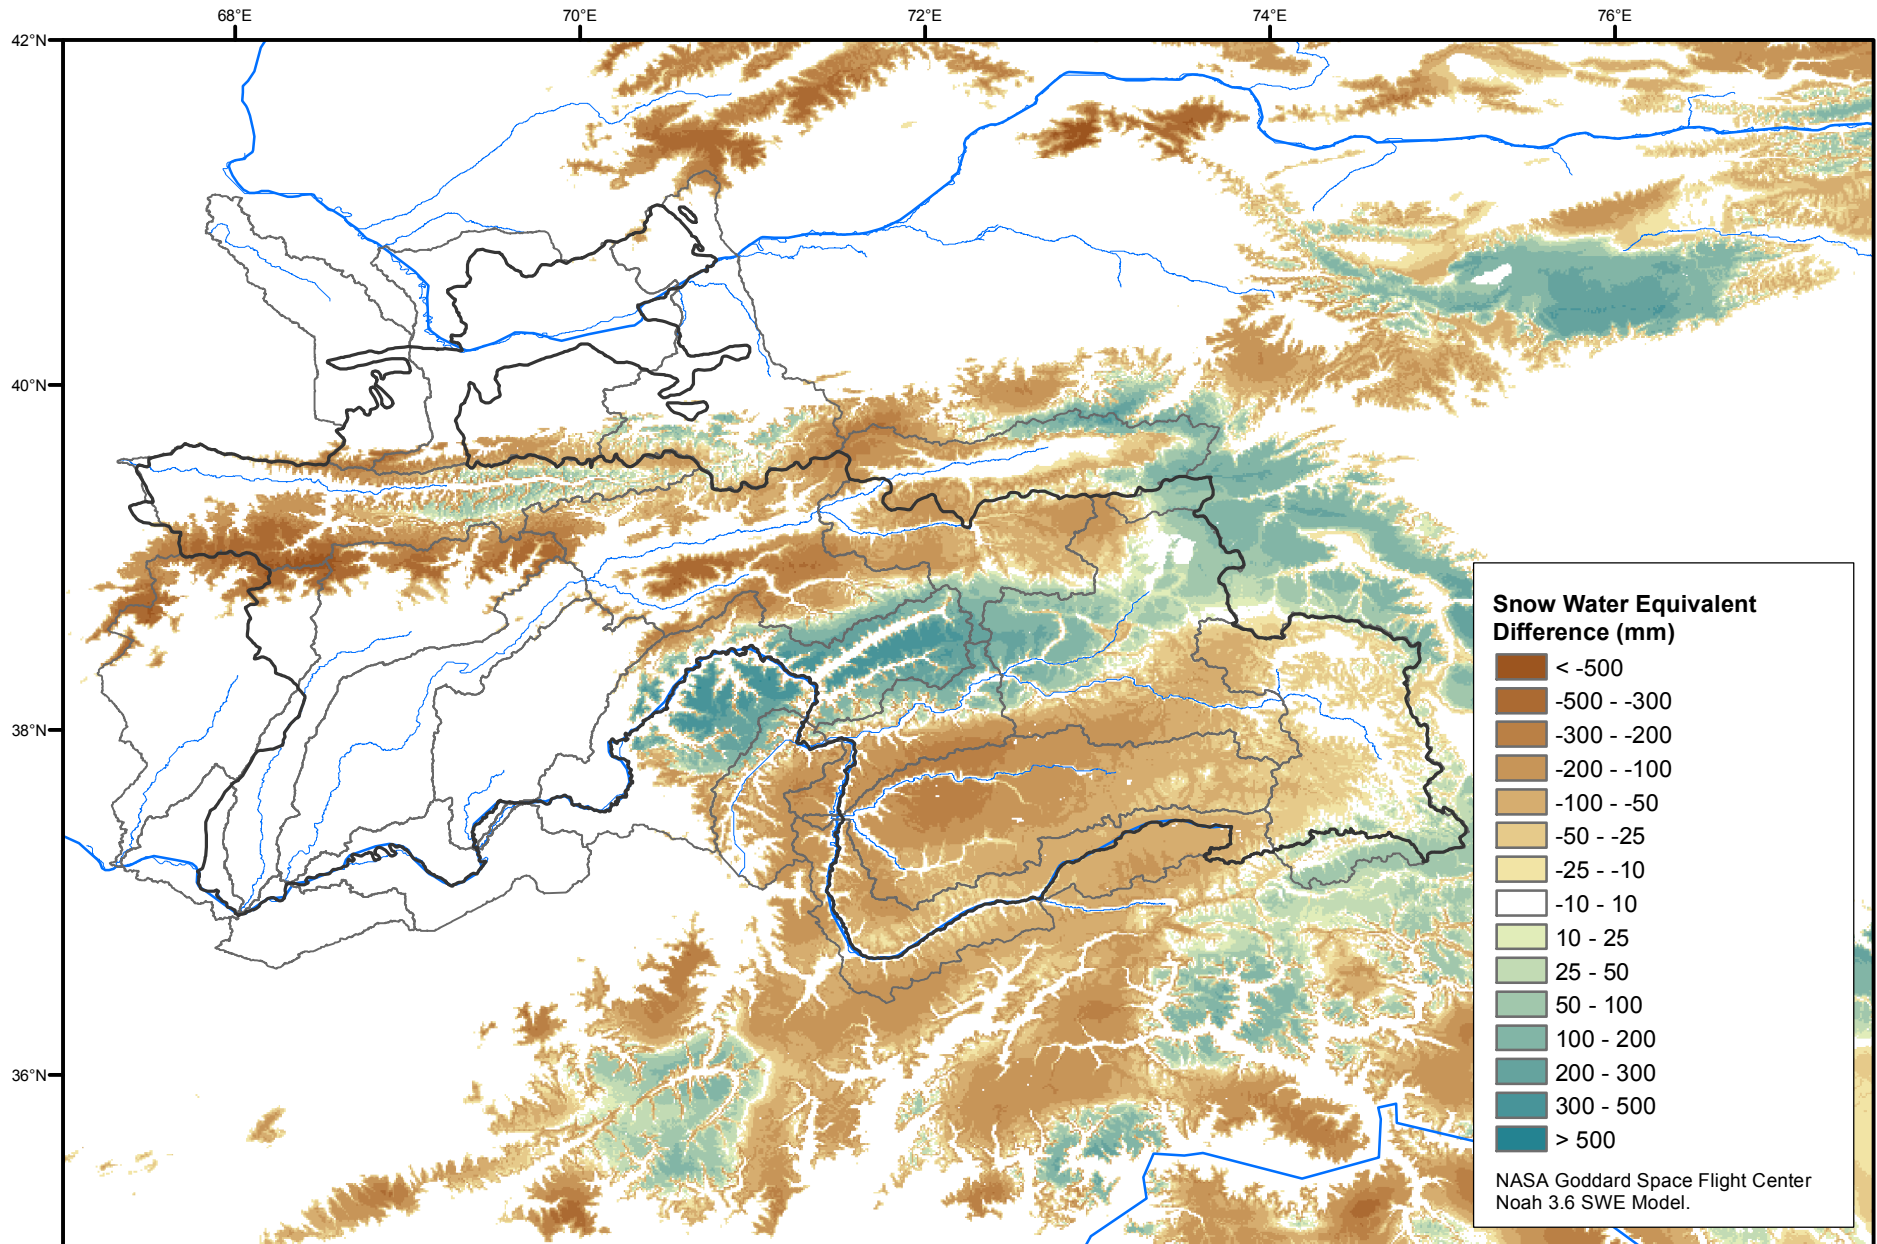 68°E
70°E
72°E
74°E
76°E
42°N
40°N
38°N
36°N
Snow Water Equivalent
Difference (mm)
< -500
-500 - -300
-300 - -200
-200 - -100
-100 - -50
-50 - -25
-25 - -10
-10 - 10
10 - 25
25 - 50
50 - 100
100 - 200
200 - 300
300 - 500
> 500
NASA Goddard Space Flight Center
Noah 3.6 SWE Model.